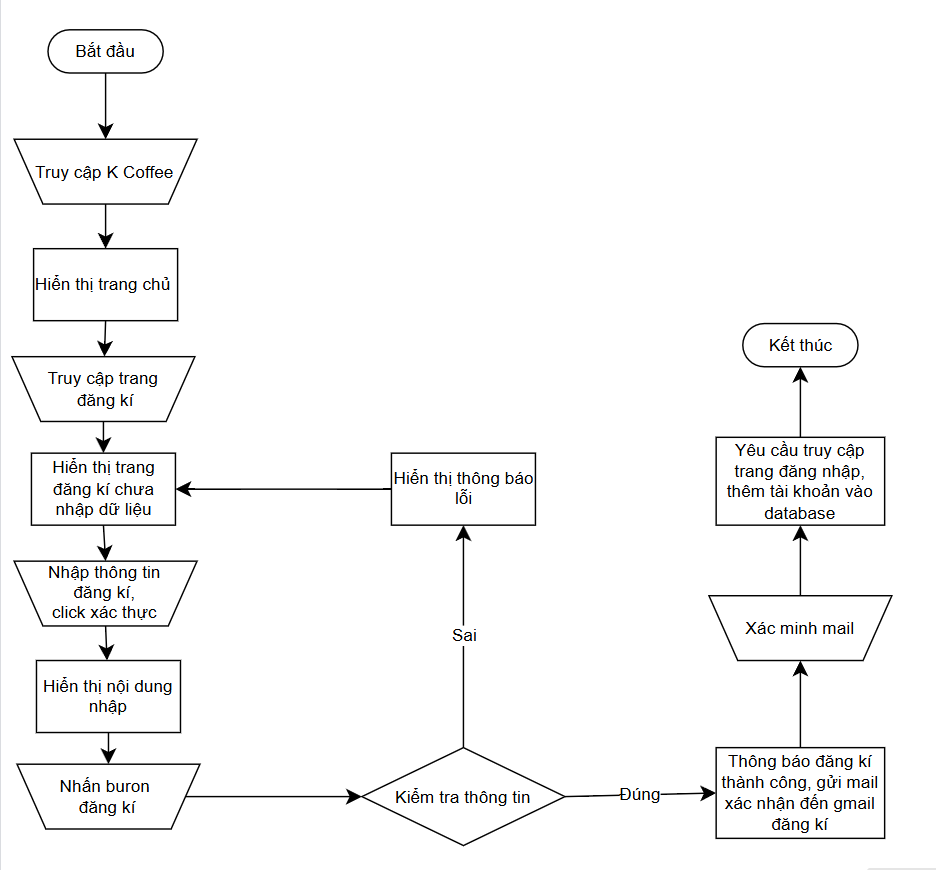 Bắt đầu
Truy cập K Coffee
Hiển thị trang chủ
Truy cập trang
đăng kí
Hiển thị trang
đăng kí chưa
nhập dữ liệu
Nhập thông tin
đăng kí,
click xác thực
Hiển thị nội dung
nhập
Nhấn buron
đăng kí
Kiểm tra thông tin
Sai
Hiển thị thông báo
lỗi
Đúng
Thông báo đăng kí
thành công, gửi mail
xác nhận đến gmail
đăng kí
Xác minh mail
Yêu cầu truy cập
trang đăng nhập,
thêm tài khoản vào
database
Kết thúc